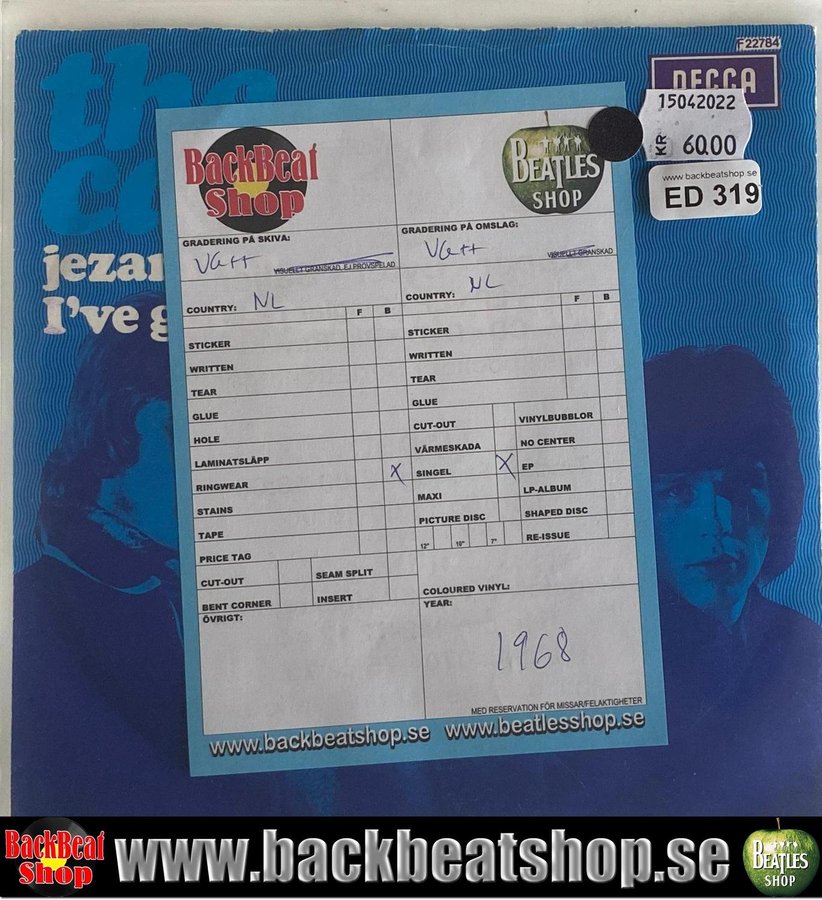 F22784
the
DECCA
15042022
KR 60.00
www.backbeatshop.se
ED 319
jezar
I've g
BackBeat
Shop
BEATLES
SHOP
GRADERING PÅ SKIVA:
VG++
VISUELLT GRANSKAD, EJ PROVSPELAD
GRADERING PÅ OMSLAG:
VG++
VISUELLT GRANSKAD
COUNTRY: NL
COUNTRY: NL
F B
F B
STICKER
WRITTEN
TEAR
GLUE
HOLE
LAMINATSLÄPP
RINGWEAR X
STAINS
TAPE
PRICE TAG
CUT-OUT
SEAM SPLIT
BENT CORNER
INSERT
ÖVRIGT:
STICKER
WRITTEN
TEAR
GLUE
CUT-OUT
VINYLBUBBLOR
VÄRMESKADA
NO CENTER
SINGEL X
EP
MAXI
LP-ALBUM
PICTURE DISC
SHAPED DISC
12" 10" 7"
RE-ISSUE
COLOURED VINYL:
YEAR:
1968
MED RESERVATION FÖR MISSAR/FELAKTIGHETER
www.backbeatshop.se www.beatlesshop.se
BackBeat
Shop
www.backbeatshop.se
BEATLES
SHOP